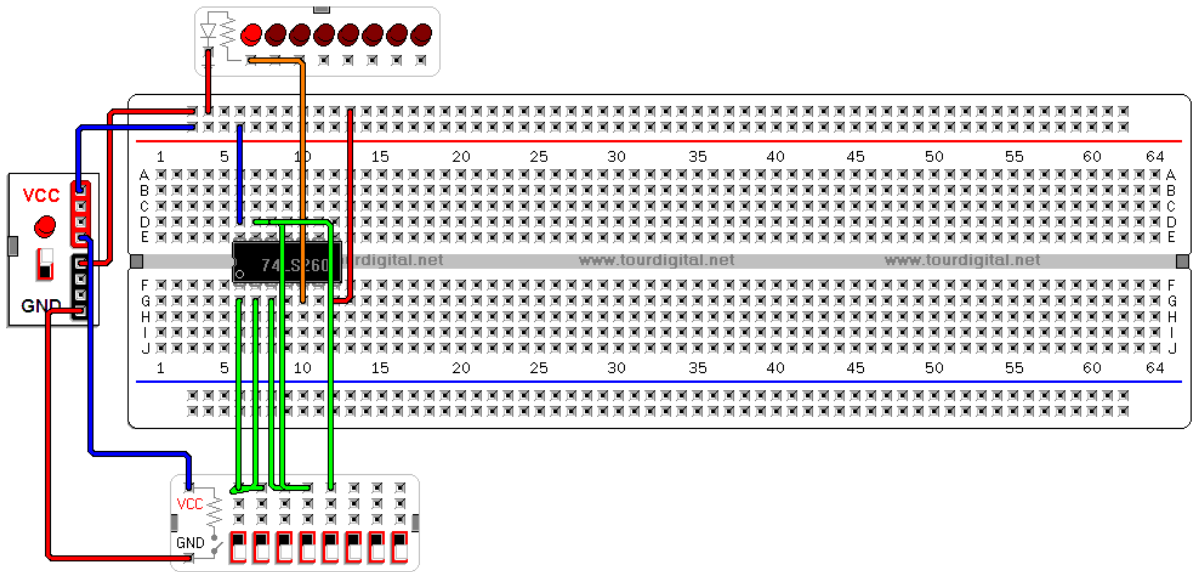 1 5 10 15 20 25 30 35 40 45 50 55 60 64
A A
B B
C C
D D
E E
VCC
GND
74LS260
rdigital.net www.tourdigital.net www.tourdigital.net
F F
G G
H H
I I
J J
1 5 10 15 20 25 30 35 40 45 50 55 60 64
VCC
GND